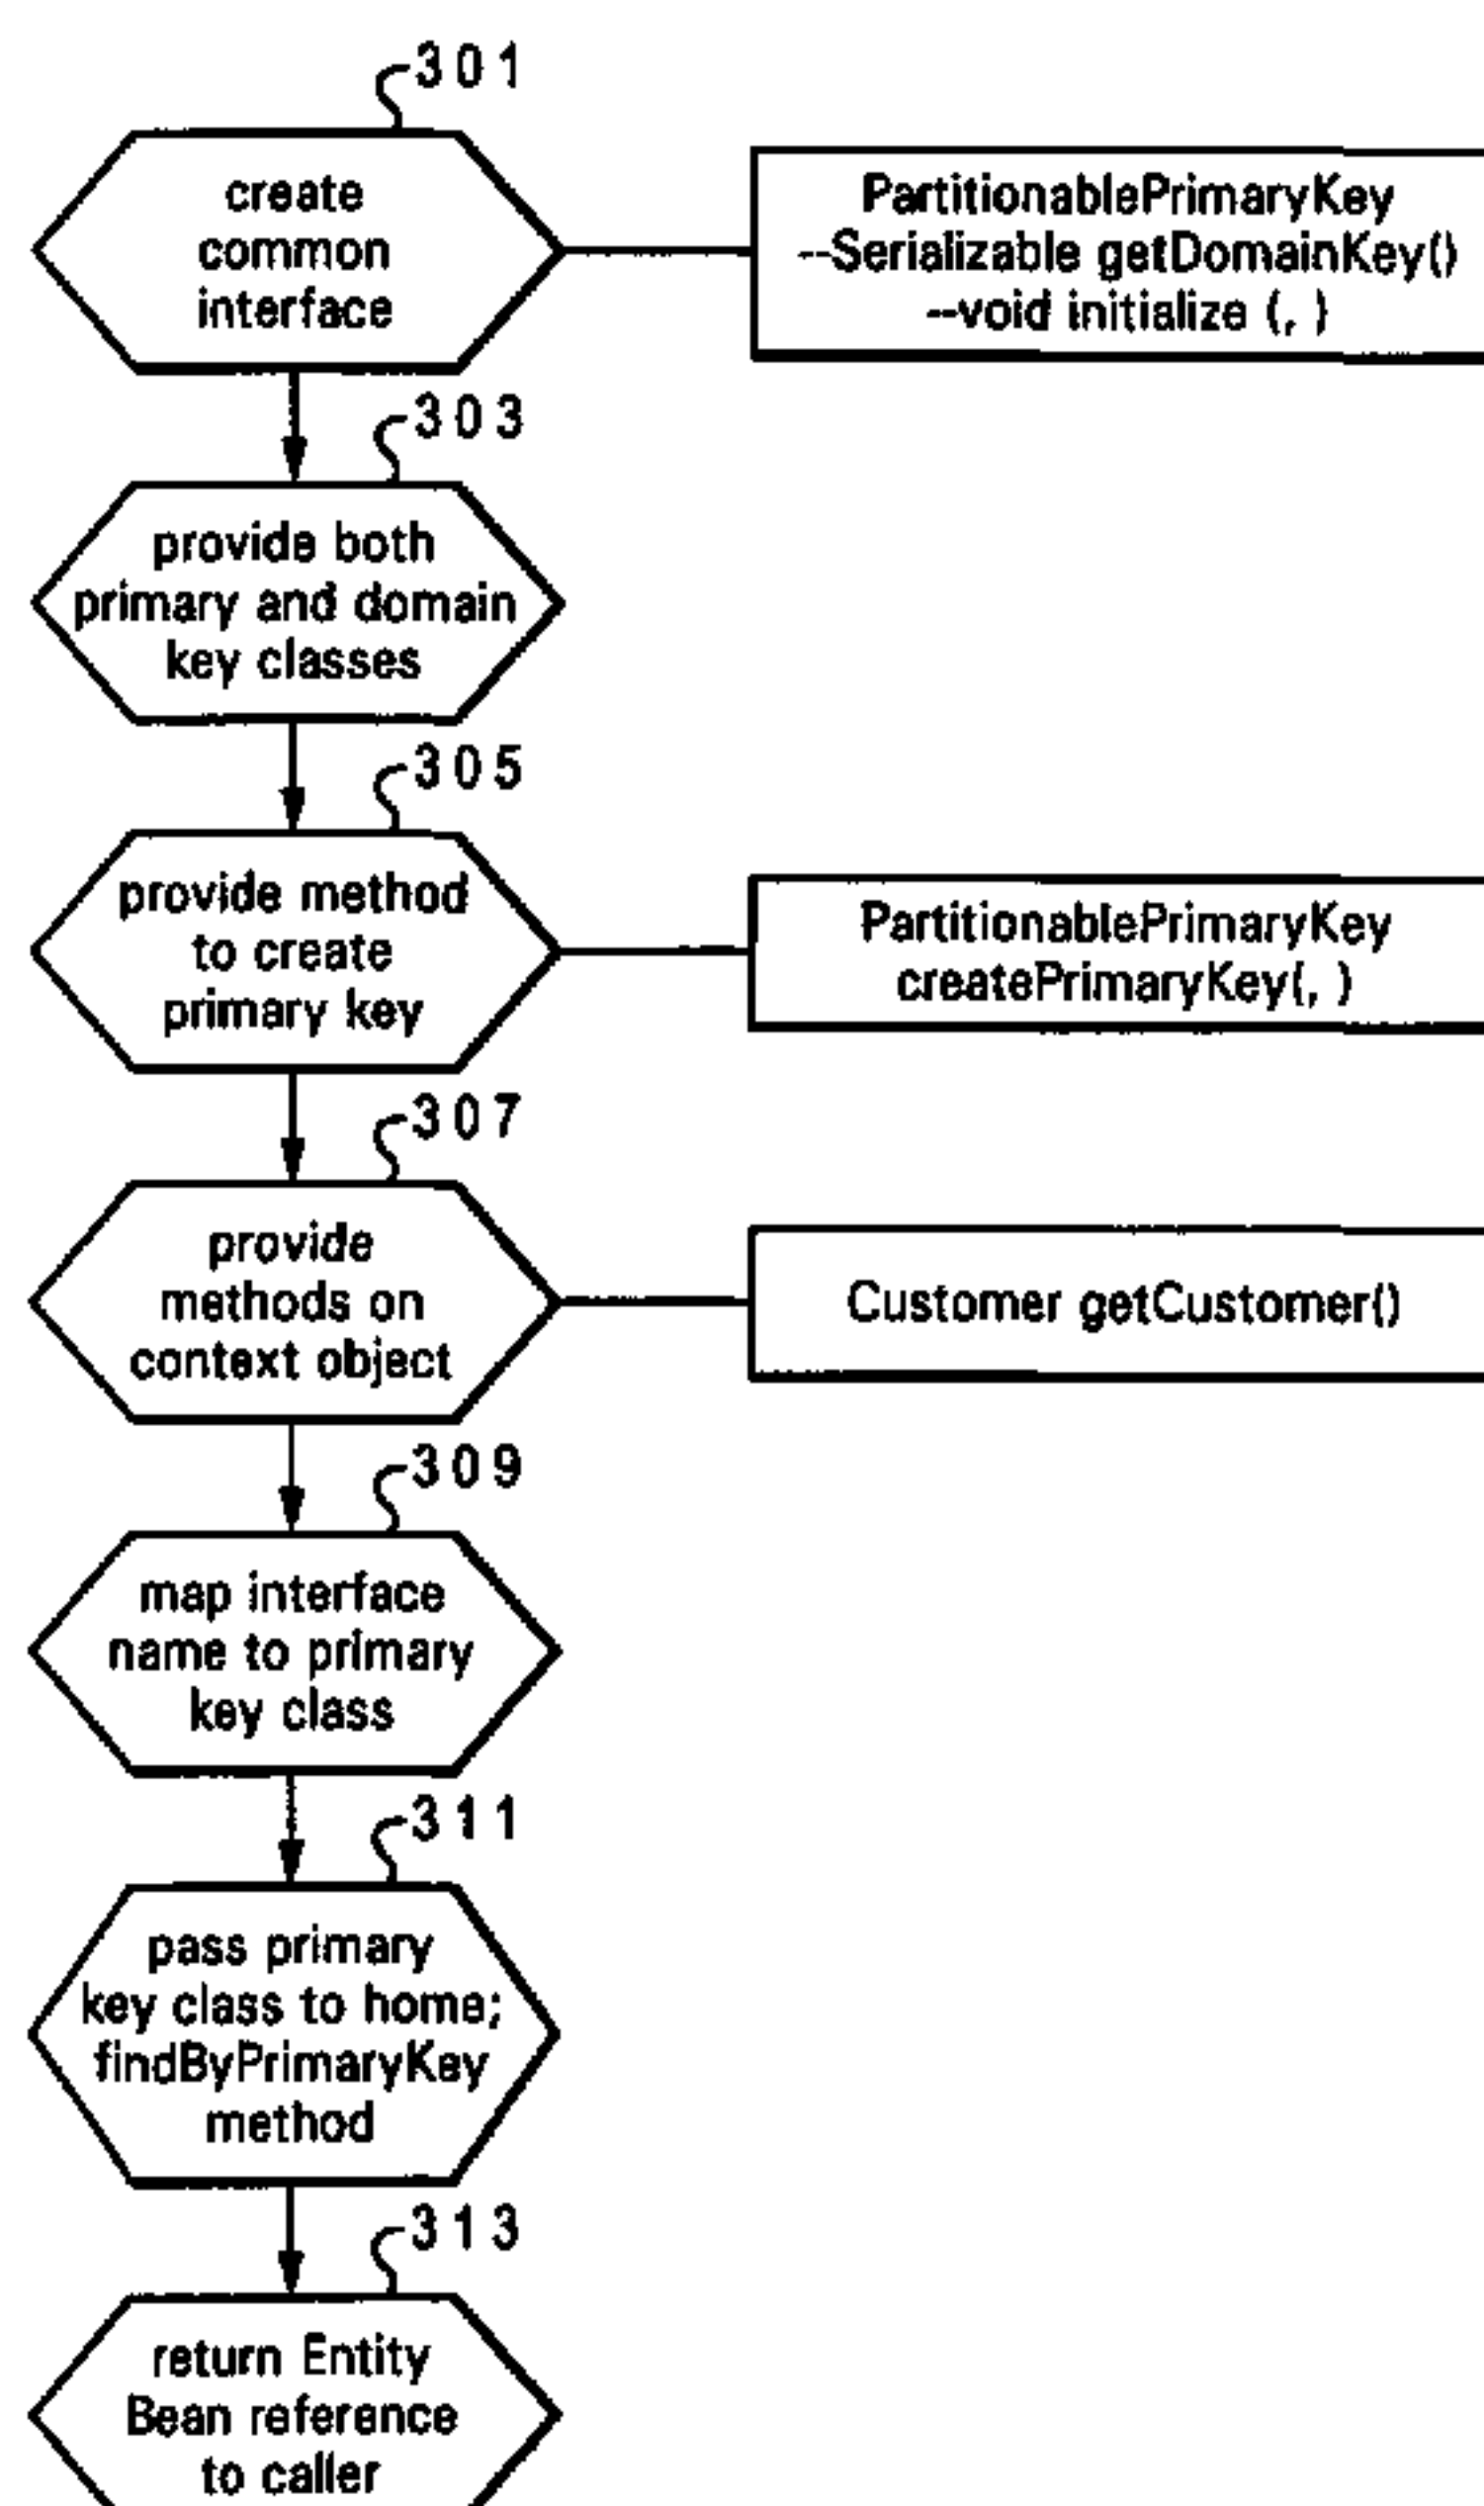 301
create
common
interface
PartitionablePrimaryKey
--Serializable getDomainKey()
--void initialize (, )
303
provide both
primary and domain
key classes
305
provide method
to create
primary key
PartitionablePrimaryKey
createPrimaryKey(, )
307
provide
methods on
context object
Customer getCustomer()
309
map interface
name to primary
key class
311
pass primary
key class to home;
findByPrimaryKey
method
313
return Entity
Bean reference
to caller